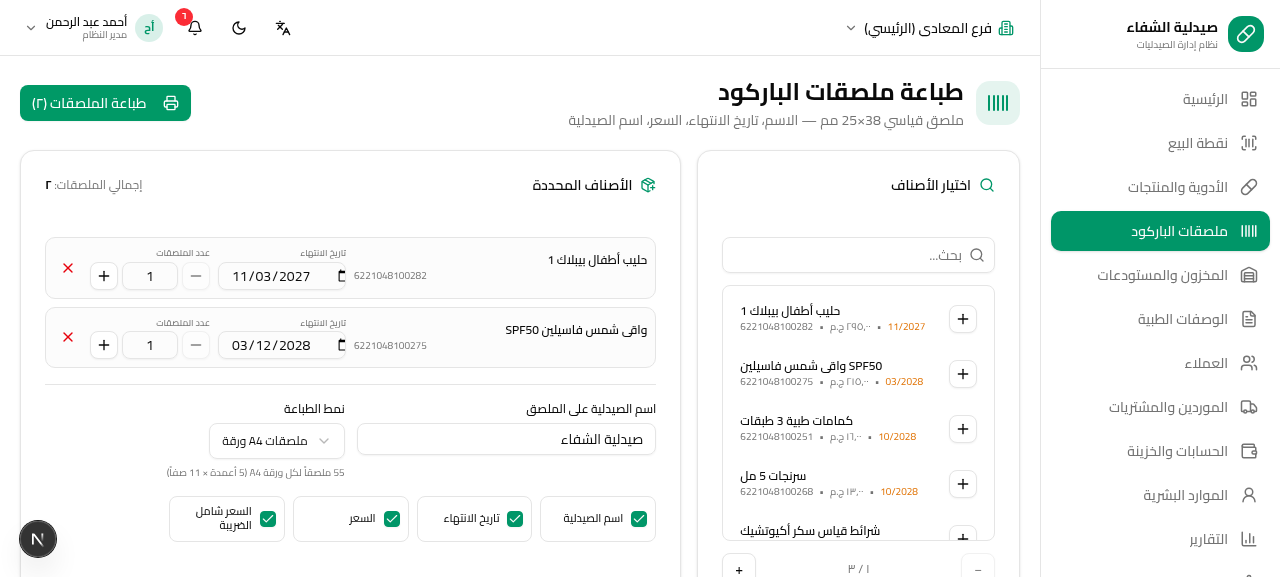 صيدلية الشفاء
نظام إدارة الصيدليات
الرئيسية
نقطة البيع
الأدوية والمنتجات
ملصقات الباركود
المخزون والمستودعات
الوصفات الطبية
العملاء
الموردين والمشتريات
الحسابات والخزينة
الموارد البشرية
التقارير
فرع المعادى (الرئيسي)
٦
أح
أحمد عبد الرحمن
مدير النظام
طباعة ملصقات الباركود
ملصق قياسي 38×25 مم — الاسم، تاريخ الانتهاء، السعر، اسم الصيدلية
طباعة الملصقات (٢)
اختيار الأصناف
بحث...
حليب أطفال بيبلاك 1
6221048100282 • ٢٩٥,٠٠ ج.م • 11/2027
واقى شمس فاسيلين SPF50
6221048100275 • ٢١٥,٠٠ ج.م • 03/2028
كمامات طبية 3 طبقات
6221048100251 • ١٦,٠٠ ج.م • 10/2028
سرنجات 5 مل
6221048100268 • ١٣,٠٠ ج.م • 10/2028
شرائط قياس سكر أكيوتشيك
١ / ٣
الأصناف المحددة
إجمالي الملصقات: ٢
حليب أطفال بيبلاك 1
6221048100282
تاريخ الانتهاء
11/03/2027
عدد الملصقات
1
واقى شمس فاسيلين SPF50
6221048100275
تاريخ الانتهاء
03/12/2028
عدد الملصقات
1
اسم الصيدلية على الملصق
صيدلية الشفاء
نمط الطباعة
ملصقات A4 ورقة
55 ملصقاً لكل ورقة A4 (5 أعمدة × 11 صفاً)
اسم الصيدلية
تاريخ الانتهاء
السعر
السعر شامل الضريبة
N